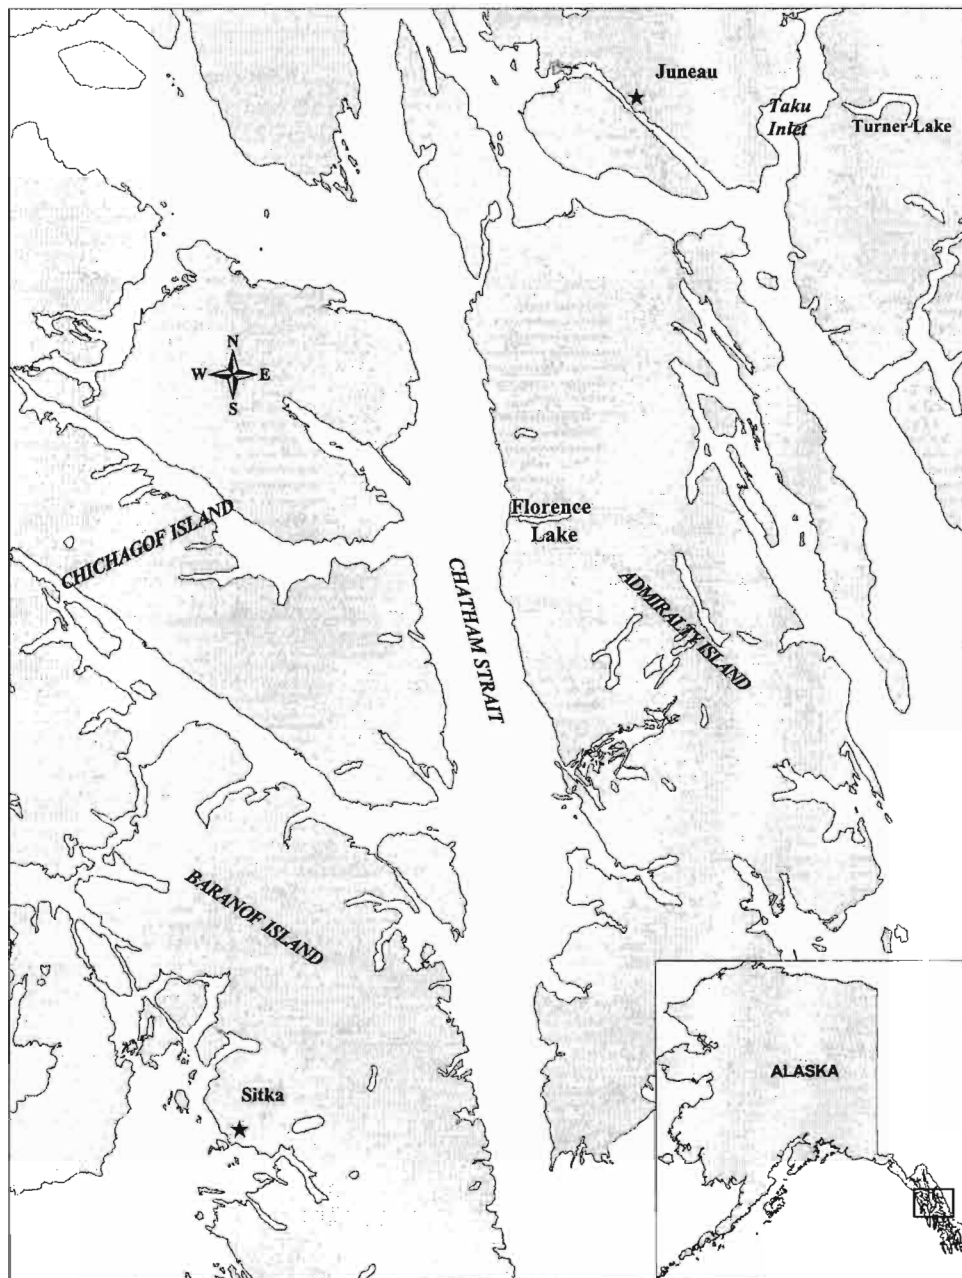 Juneau
Taku
Inlet
Turner Lake
N
W E
S
Florence
Lake
CHICHAGOF ISLAND
CHATHAM STRAIT
ADMIRALTY ISLAND
BARANOF ISLAND
Sitka
ALASKA